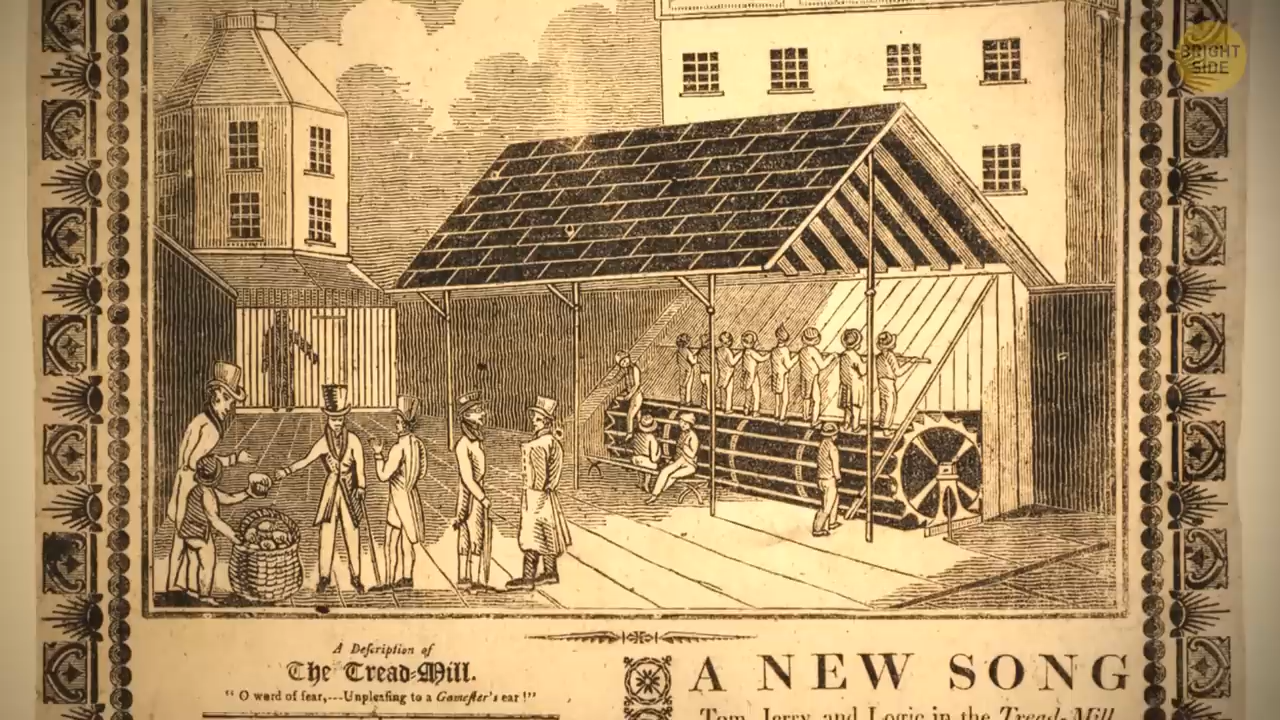 BRIGHT
SIDE
A Deſcription of
The Tread-Mill.
“ O word of fear,---Unpleaſing to a Gameſter's ear !”
A NEW SONG
Tom, Jerry, and Logic in the Tread-Mill